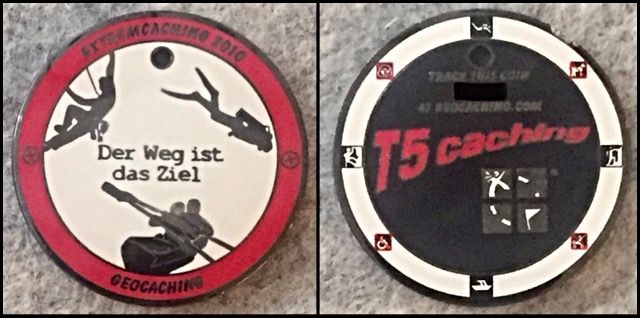 EXTREMCACHING 2010
Der Weg ist
das Ziel
GEOCACHING
TRACK THIS COIN
AT GEOCACHING.COM
T5 caching